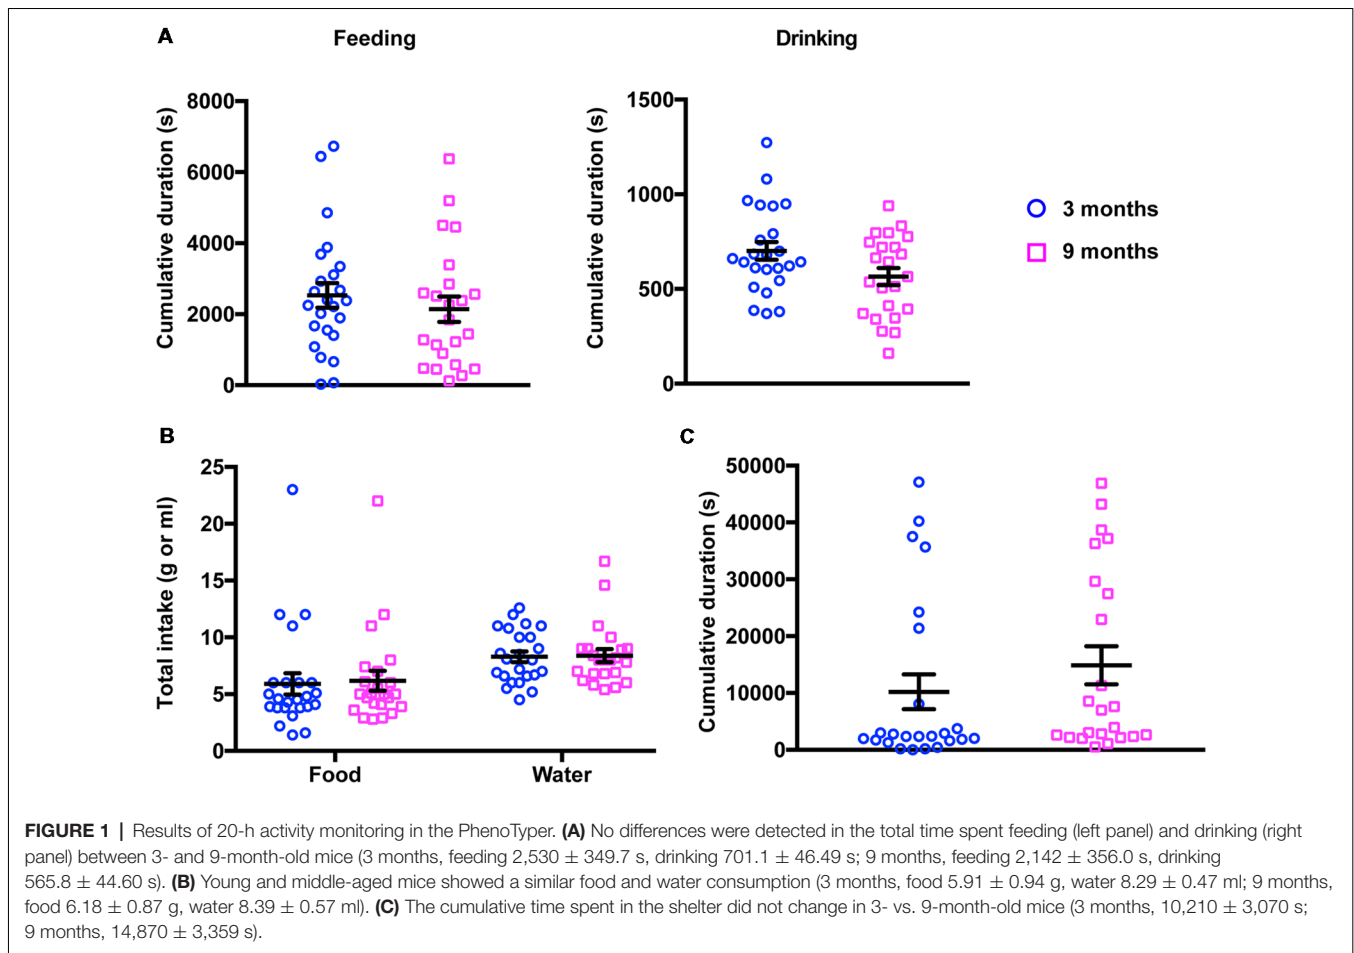 A
Feeding
Drinking
Cumulative duration (s)
8000
6000
4000
2000
0
Cumulative duration (s)
1500
1000
500
0
3 months
9 months
B
Total intake (g or ml)
25
20
15
10
5
0
Food
Water
C
Cumulative duration (s)
50000
40000
30000
20000
10000
0
FIGURE 1 | Results of 20-h activity monitoring in the PhenoTyper. (A) No differences were detected in the total time spent feeding (left panel) and drinking (right
panel) between 3- and 9-month-old mice (3 months, feeding 2,530 ± 349.7 s, drinking 701.1 ± 46.49 s; 9 months, feeding 2,142 ± 356.0 s, drinking
565.8 ± 44.60 s). (B) Young and middle-aged mice showed a similar food and water consumption (3 months, food 5.91 ± 0.94 g, water 8.29 ± 0.47 ml; 9 months,
food 6.18 ± 0.87 g, water 8.39 ± 0.57 ml). (C) The cumulative time spent in the shelter did not change in 3- vs. 9-month-old mice (3 months, 10,210 ± 3,070 s;
9 months, 14,870 ± 3,359 s).